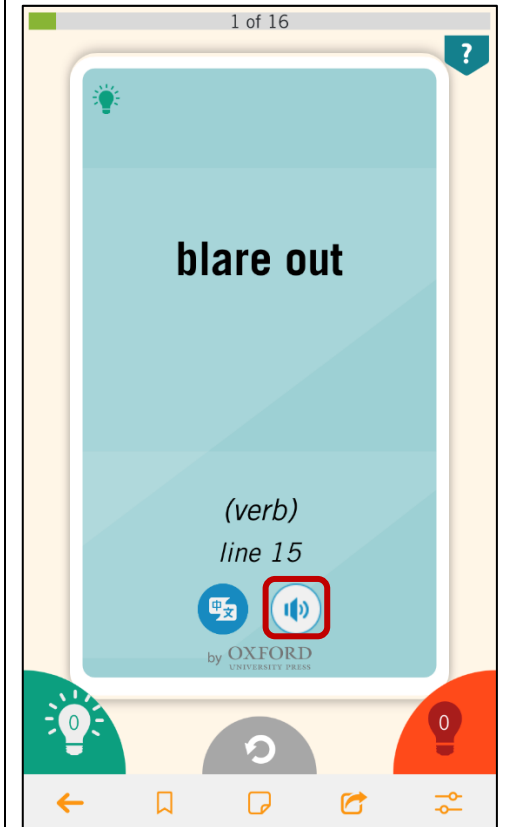 1 of 16
?
blare out
(verb)
line 15
中文
by OXFORD
UNIVERSITY PRESS
0
0